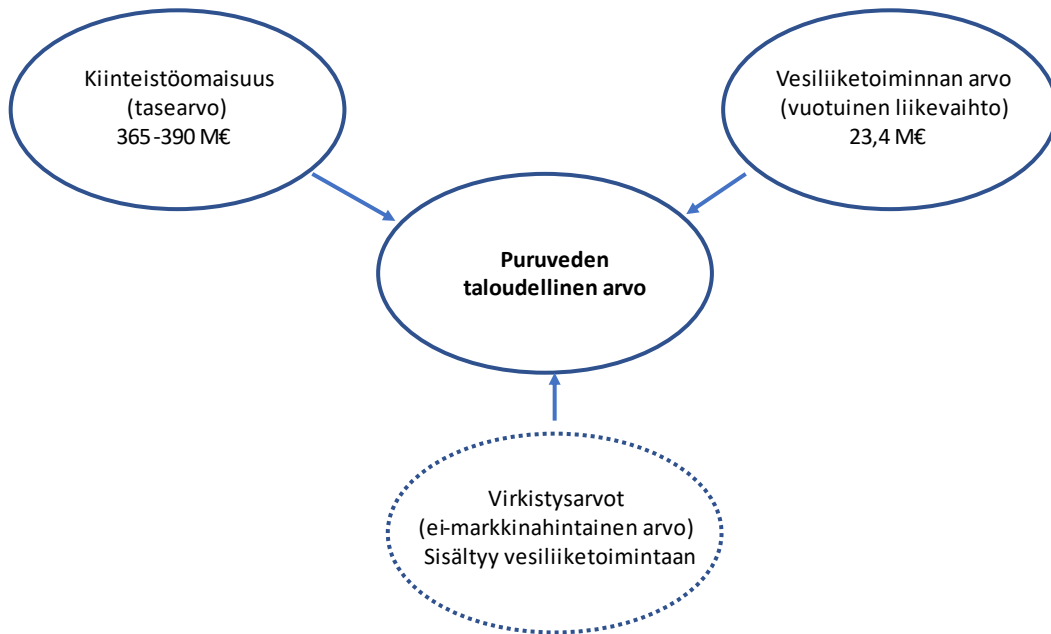 Kiinteistöomaisuus
(tasearvo)
365-390 M€
Vesiliiketoiminnan arvo
(vuotuinen liikevaihto)
23,4 M€
Puruveden
taloudellinen arvo
Virkistysarvot
(ei-markkinahintainen arvo)
Sisältyy vesiliiketoimintaan